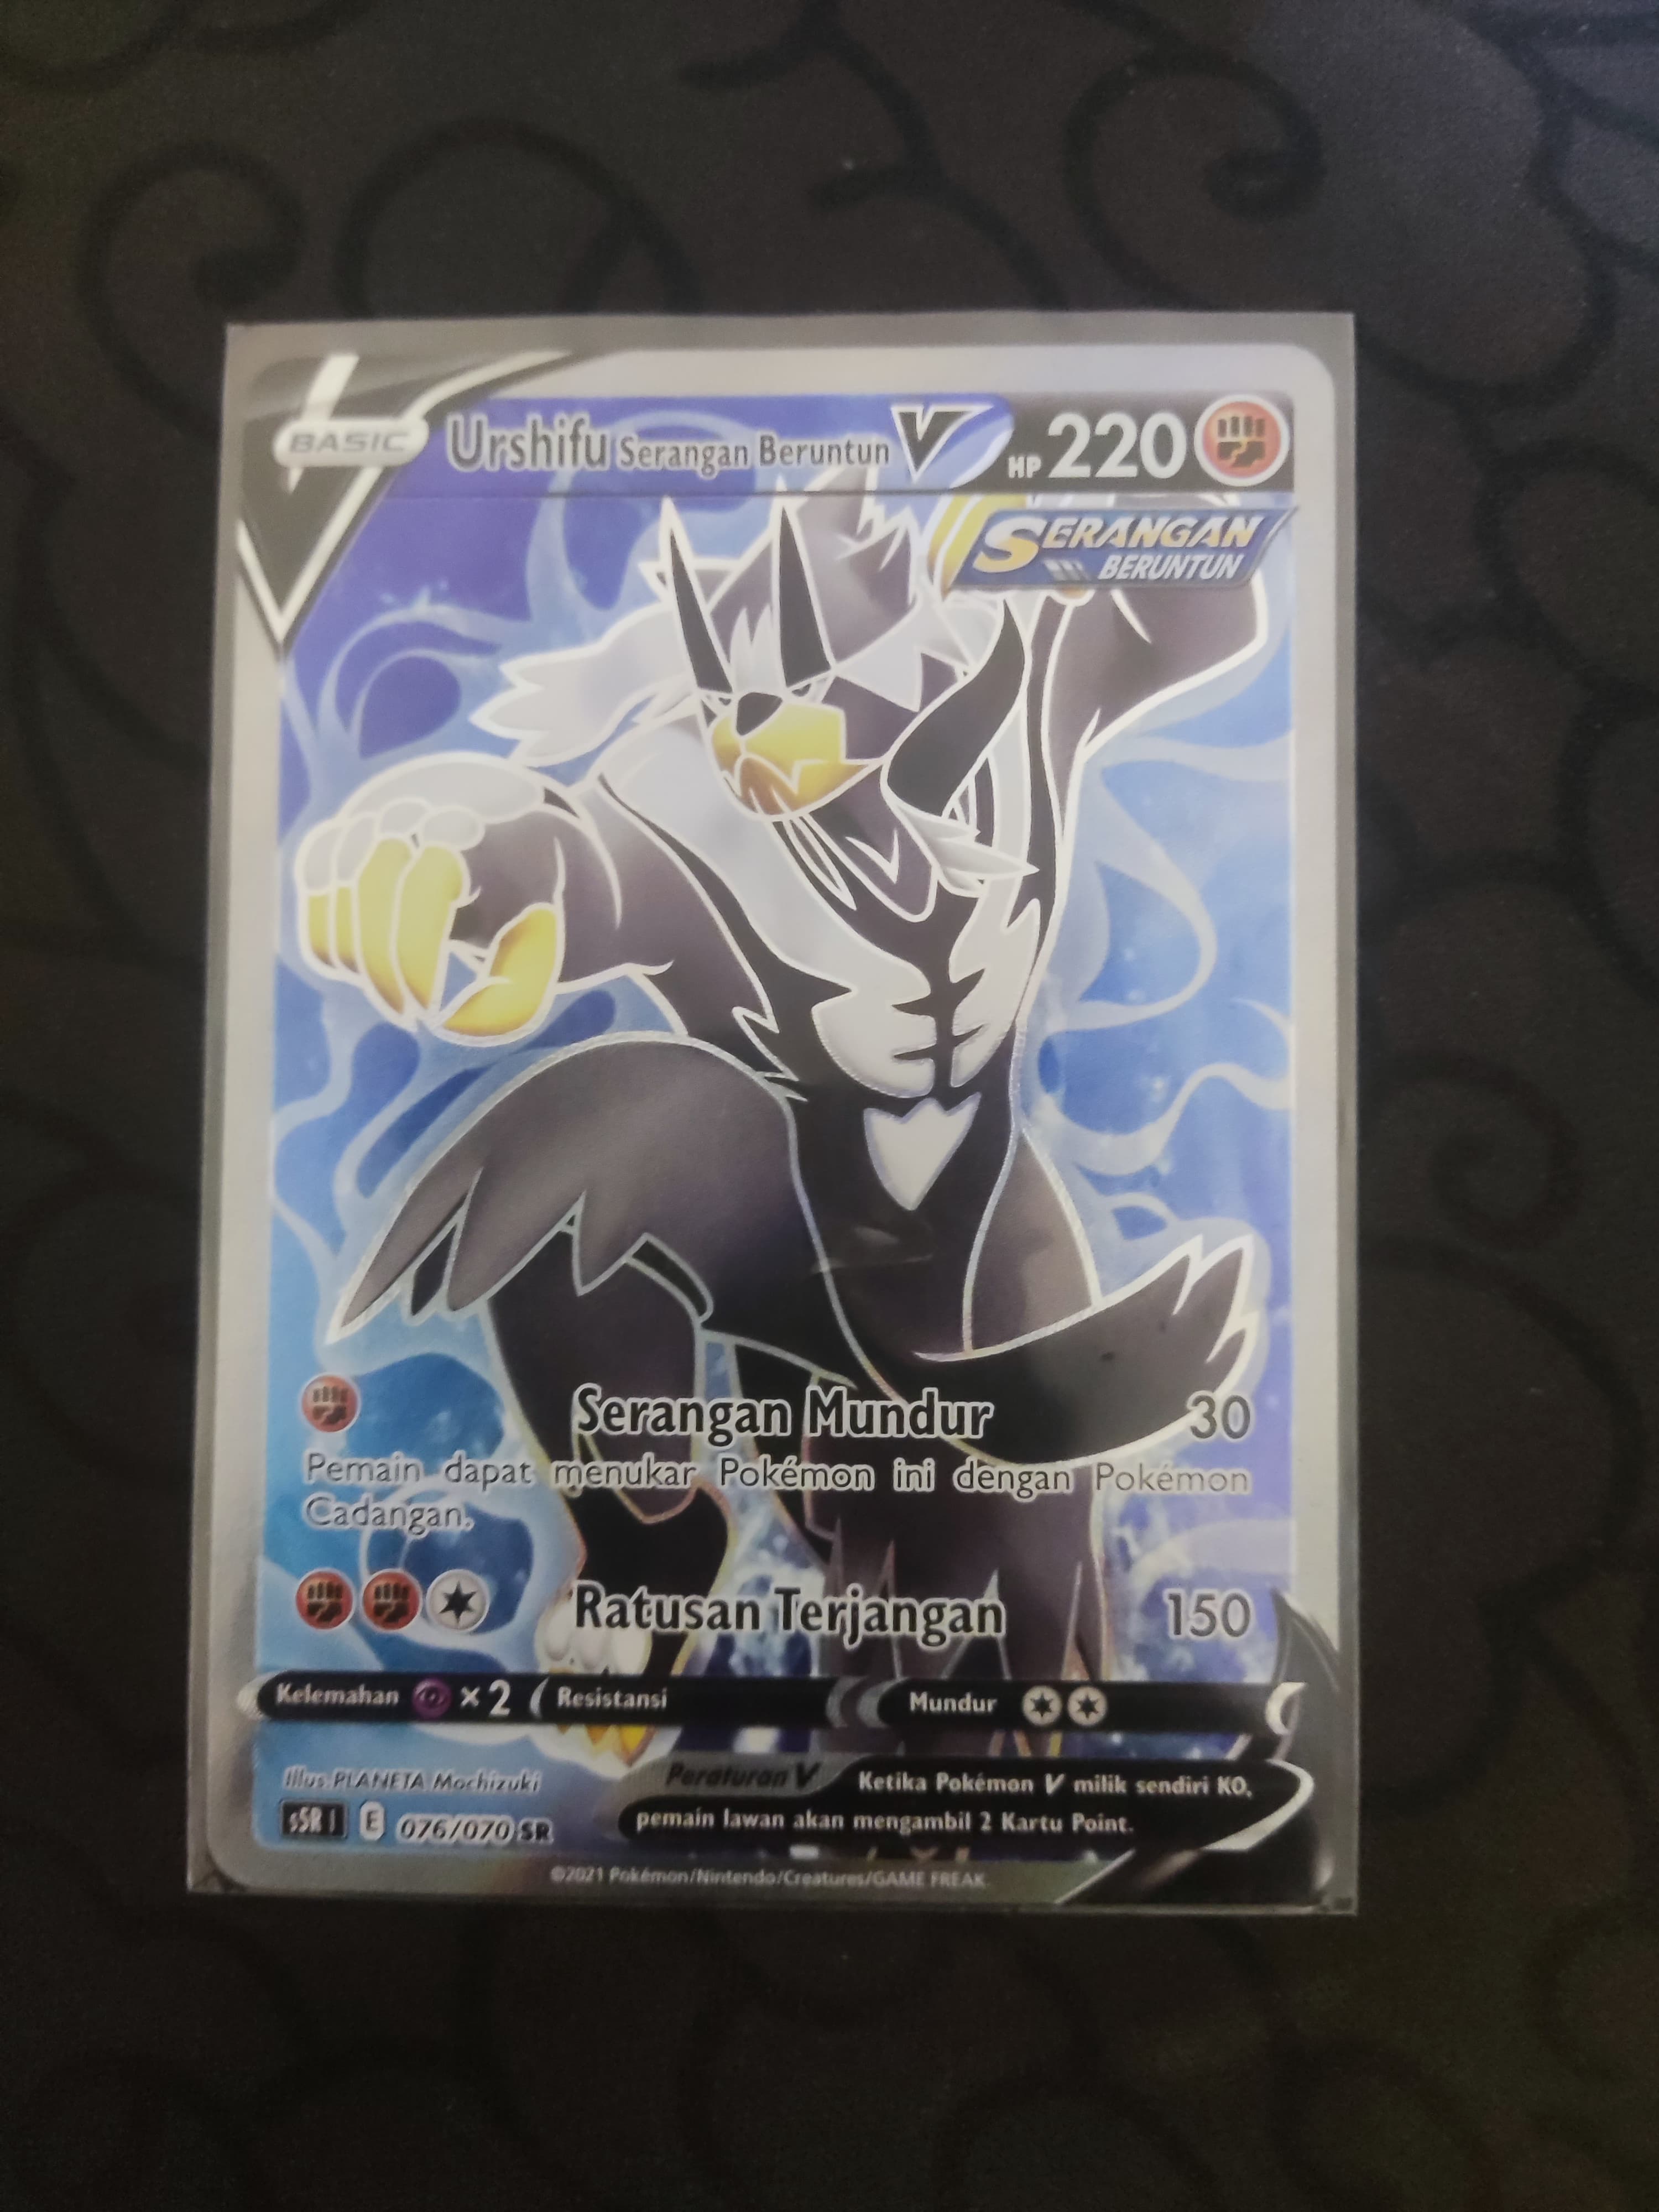 BASIC
Urshifu Serangan Beruntun V HP 220
SERANGAN
BERUNTUN
Serangan Mundur 30
Pemain dapat menukar Pokémon ini dengan Pokémon
Cadangan.
Ratusan Terjangan 150
Kelemahan ×2 Resistansi Mundur
Illus. PLANETA Mochizuki
Peraturan V Ketika Pokémon V milik sendiri KO,
pemain lawan akan mengambil 2 Kartu Point.
s5R I E 076/070 SR
©2021 Pokémon/Nintendo/Creatures/GAME FREAK